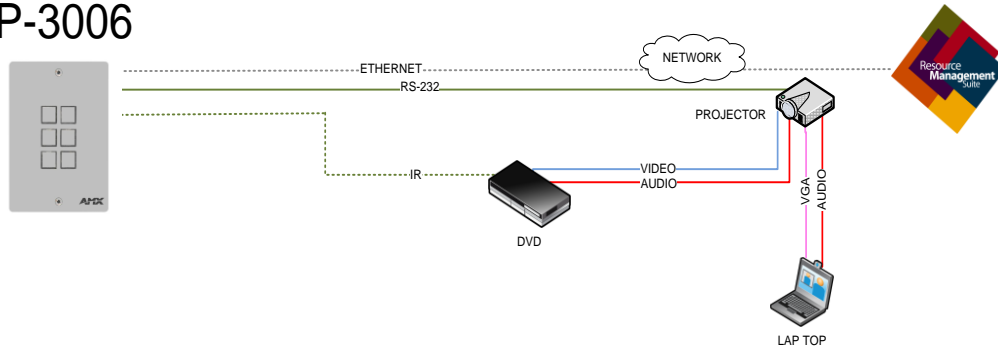 P-3006
NETWORK
ETHERNET
RS-232
Resource
Management
Suite
PROJECTOR
IR
VIDEO
AUDIO
VGA
AUDIO
AMX
DVD
LAP TOP